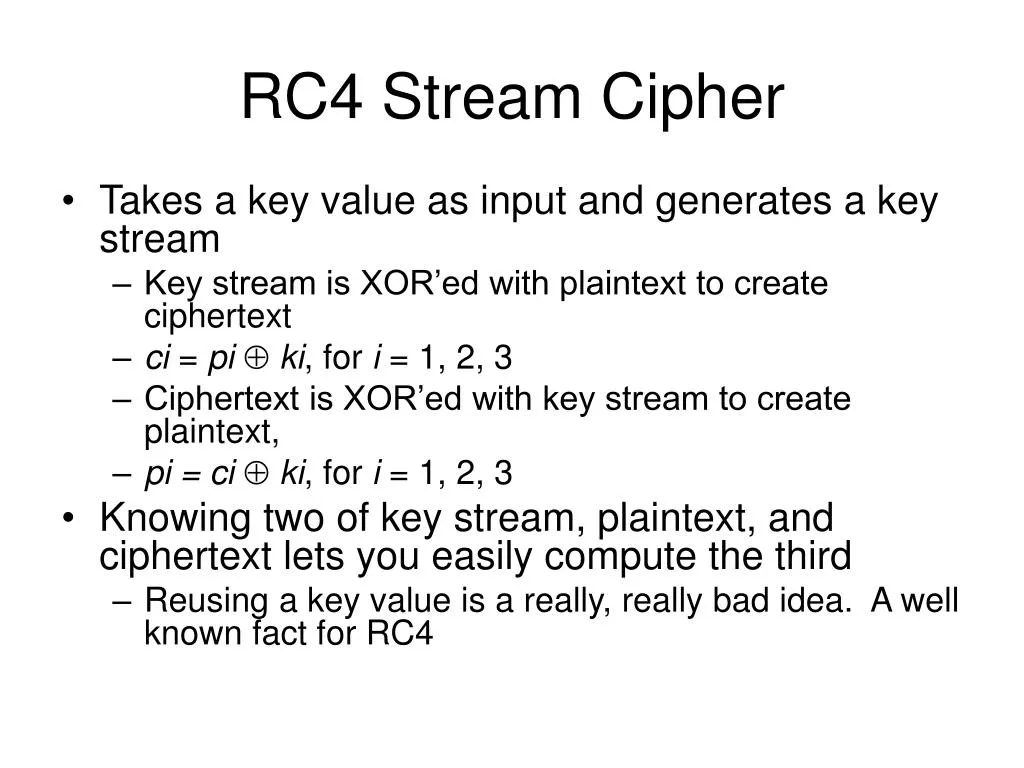 RC4 Stream Cipher
• Takes a key value as input and generates a key
stream
– Key stream is XOR’ed with plaintext to create
ciphertext
– ci = pi ⊕ ki, for i = 1, 2, 3
– Ciphertext is XOR’ed with key stream to create
plaintext,
– pi = ci ⊕ ki, for i = 1, 2, 3
• Knowing two of key stream, plaintext, and
ciphertext lets you easily compute the third
– Reusing a key value is a really, really bad idea.  A well
known fact for RC4